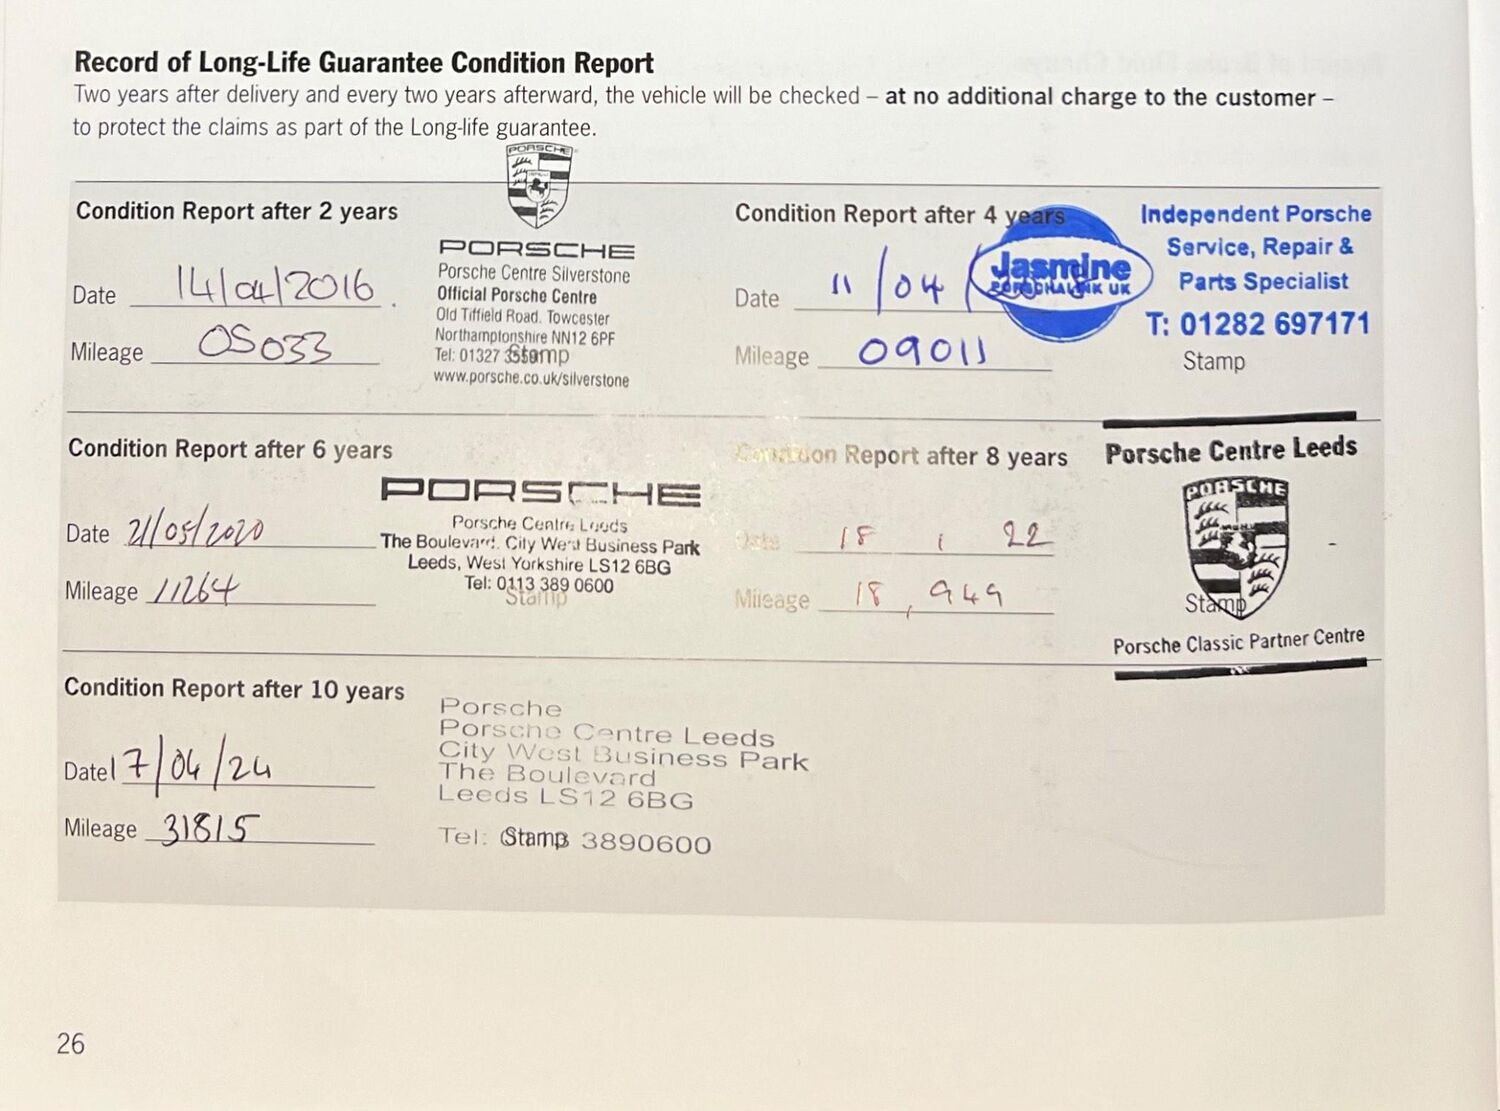 Record of Long-Life Guarantee Condition Report
Two years after delivery and every two years afterward, the vehicle will be checked – at no additional charge to the customer –
to protect the claims as part of the Long-life guarantee.
PORSCHE
Condition Report after 2 years
Date 14/04/2016
Mileage 05033
PORSCHE
Porsche Centre Silverstone
Official Porsche Centre
Old Tiffield Road. Towcester
Northamptonshire NN12 6PF
Tel: 01327
Stamp
www.porsche.co.uk/silverstone
Condition Report after 4 years
Date 11/04/
Mileage 09011
Jasmine
PORSCHALINK UK
Independent Porsche
Service, Repair &
Parts Specialist
T: 01282 697171
Stamp
Condition Report after 6 years
Date 21/05/2020
Mileage 11264
PORSCHE
Porsche Centre Leeds
The Boulevard. City West Business Park
Leeds, West Yorkshire LS12 6BG
Tel: 0113 389 0600
Stamp
Condition Report after 8 years
Date 18 1 22
Mileage 18,949
Porsche Centre Leeds
PORSCHE
Stamp
Porsche Classic Partner Centre
Condition Report after 10 years
Date 17/04/24
Mileage 31815
Porsche
Porsche Centre Leeds
City West Business Park
The Boulevard
Leeds LS12 6BG
Tel: Stamp 3890600
26